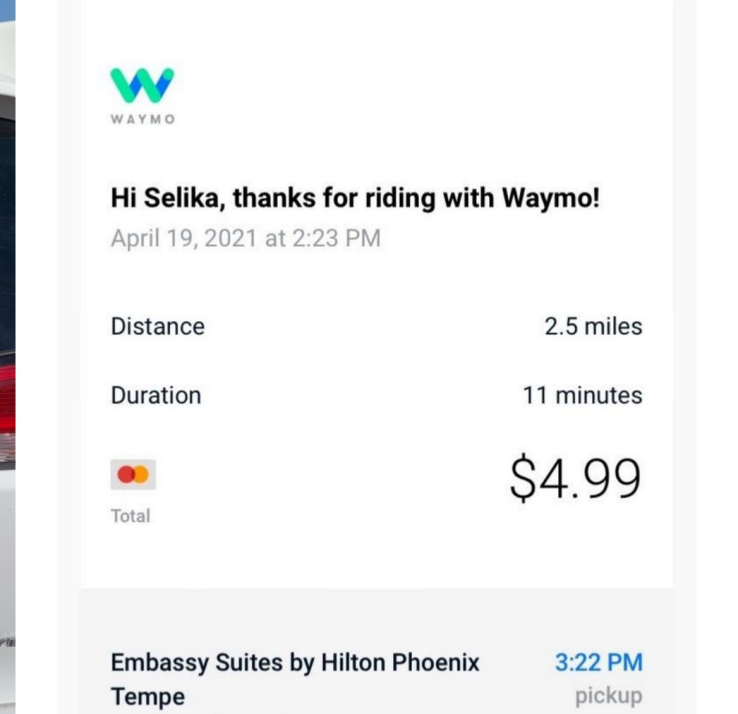 WAYMO
Hi Selika, thanks for riding with Waymo!
April 19, 2021 at 2:23 PM
Distance 2.5 miles
Duration 11 minutes
$4.99
Total
Embassy Suites by Hilton Phoenix 3:22 PM
Tempe pickup